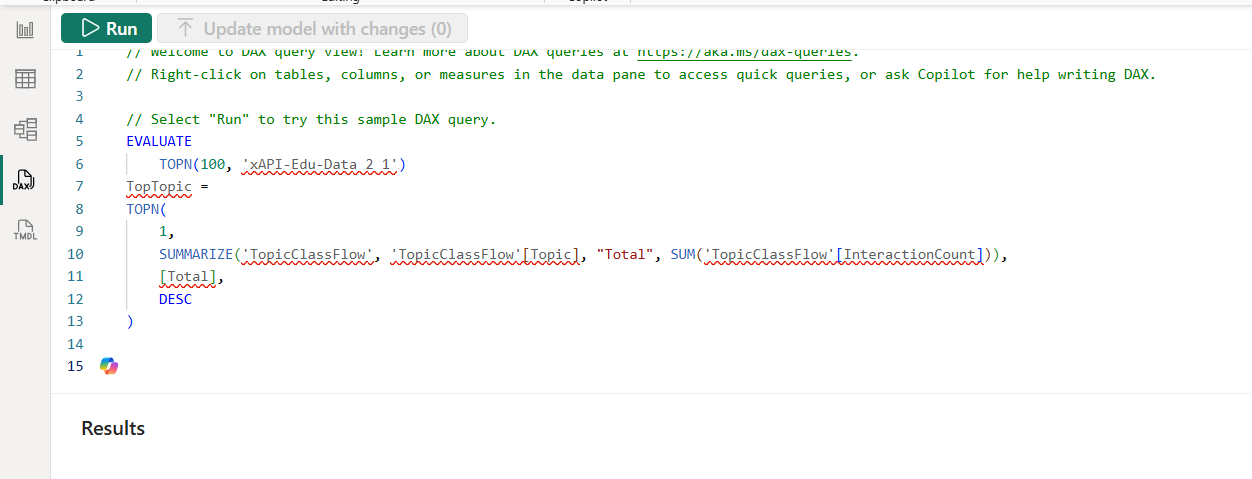 Clipboard Editing Copilot
Run Update model with changes (0)
1 // Welcome to DAX query view! Learn more about DAX queries at https://aka.ms/dax-queries.
2 // Right-click on tables, columns, or measures in the data pane to access quick queries, or ask Copilot for help writing DAX.
3
4 // Select "Run" to try this sample DAX query.
5 EVALUATE
6 TOPN(100, 'xAPI-Edu-Data 2 1')
7 TopTopic =
8 TOPN(
9 1,
10 SUMMARIZE('TopicClassFlow', 'TopicClassFlow'[Topic], "Total", SUM('TopicClassFlow'[InteractionCount])),
11 [Total],
12 DESC
13 )
14
15
DAX
TMDL
Results